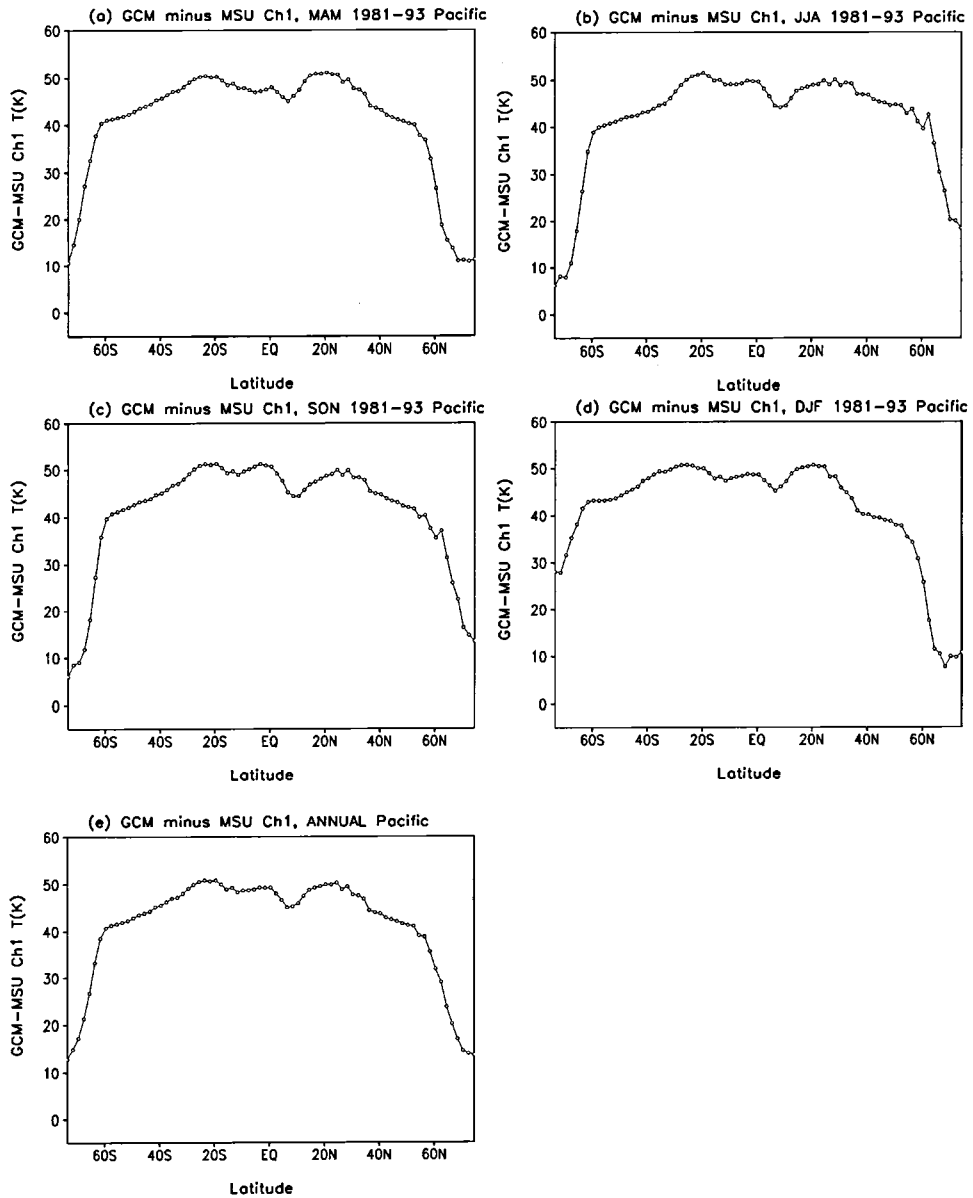 (a) GCM minus MSU Ch1, MAM 1981-93 Pacific
60
50
40
30
20
10
0
GCM-MSU Ch1 T(K)
60S 40S 20S EQ 20N 40N 60N
Latitude
(b) GCM minus MSU Ch1, JJA 1981-93 Pacific
60
50
40
30
20
10
0
GCM-MSU Ch1 T(K)
60S 40S 20S EQ 20N 40N 60N
Latitude
(c) GCM minus MSU Ch1, SON 1981-93 Pacific
60
50
40
30
20
10
0
GCM-MSU Ch1 T(K)
60S 40S 20S EQ 20N 40N 60N
Latitude
(d) GCM minus MSU Ch1, DJF 1981-93 Pacific
60
50
40
30
20
10
0
GCM-MSU Ch1 T(K)
60S 40S 20S EQ 20N 40N 60N
Latitude
(e) GCM minus MSU Ch1, ANNUAL Pacific
60
50
40
30
20
10
0
GCM-MSU Ch1 T(K)
60S 40S 20S EQ 20N 40N 60N
Latitude